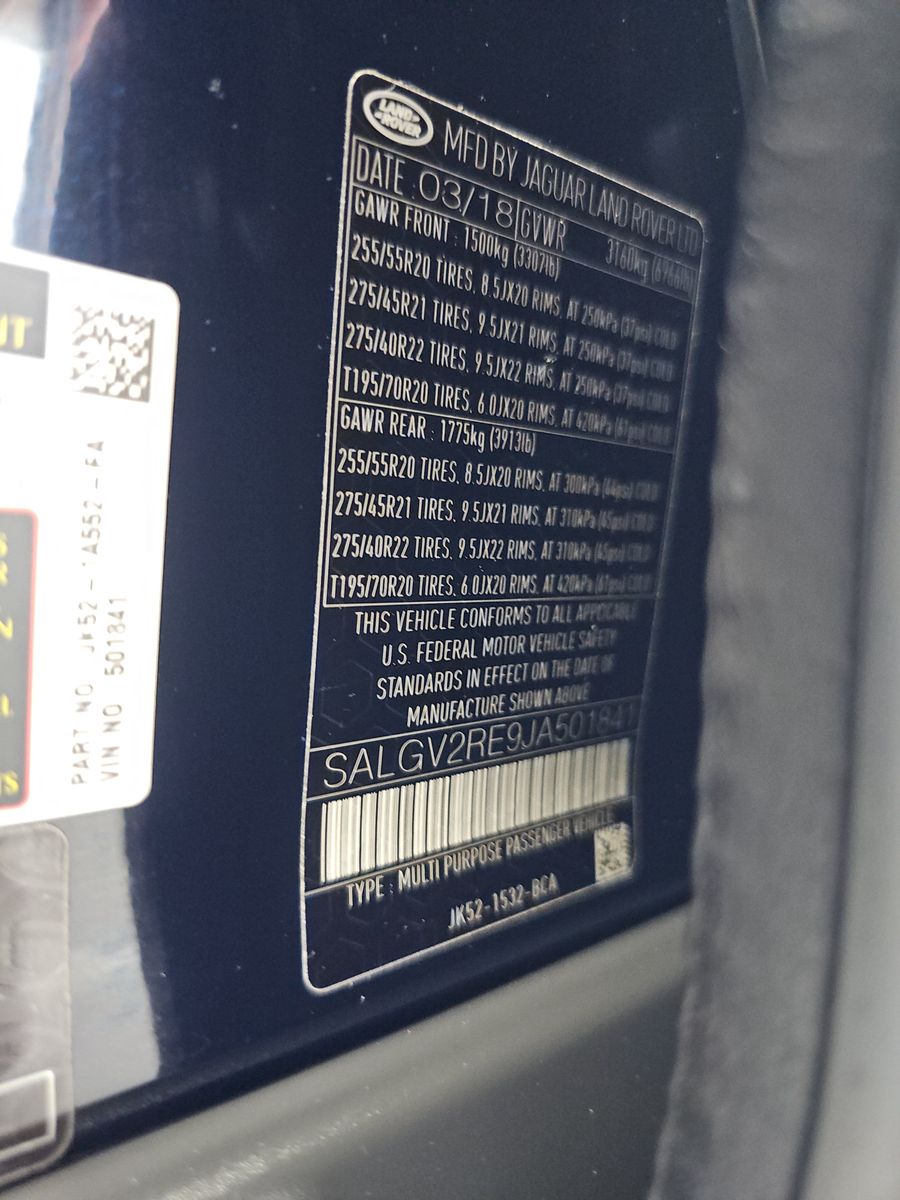 LAND ROVER
MFD BY JAGUAR LAND ROVER LTD
DATE 03/18 GVWR 3160kg (6966lb)
GAWR FRONT : 1500kg (3307lb)
255/55R20 TIRES, 8.5JX20 RIMS, AT 250kPa (37psi) COLD
275/45R21 TIRES, 9.5JX21 RIMS, AT 250kPa (37psi) COLD
275/40R22 TIRES, 9.5JX22 RIMS, AT 250kPa (37psi) COLD
T195/70R20 TIRES, 6.0JX20 RIMS, AT 420kPa (61psi) COLD
GAWR REAR : 1775kg (3913lb)
255/55R20 TIRES, 8.5JX20 RIMS, AT 300kPa (44psi) COLD
275/45R21 TIRES, 9.5JX21 RIMS, AT 310kPa (45psi) COLD
275/40R22 TIRES, 9.5JX22 RIMS, AT 310kPa (45psi) COLD
T195/70R20 TIRES, 6.0JX20 RIMS, AT 420kPa (61psi) COLD
THIS VEHICLE CONFORMS TO ALL APPLICABLE
U.S. FEDERAL MOTOR VEHICLE SAFETY
STANDARDS IN EFFECT ON THE DATE OF
MANUFACTURE SHOWN ABOVE
SALGV2RE9JA501841
TYPE : MULTI PURPOSE PASSENGER VEHICLE
JK52-1532-BCA
PART NO JK52-1A552-FA
VIN NO 501841